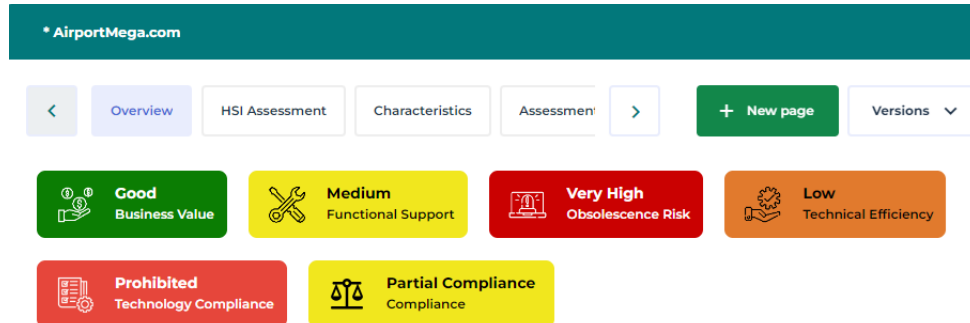 * AirportMega.com
Overview
HSI Assessment
Characteristics
Assessment
+ New page
Versions
Good
Business Value
Medium
Functional Support
Very High
Obsolescence Risk
Low
Technical Efficiency
Prohibited
Technology Compliance
Partial Compliance
Compliance